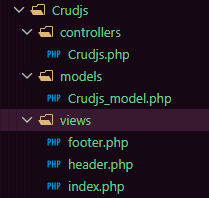 Crudjs
controllers
PHP Crudjs.php
models
PHP Crudjs_model.php
views
PHP footer.php
PHP header.php
PHP index.php